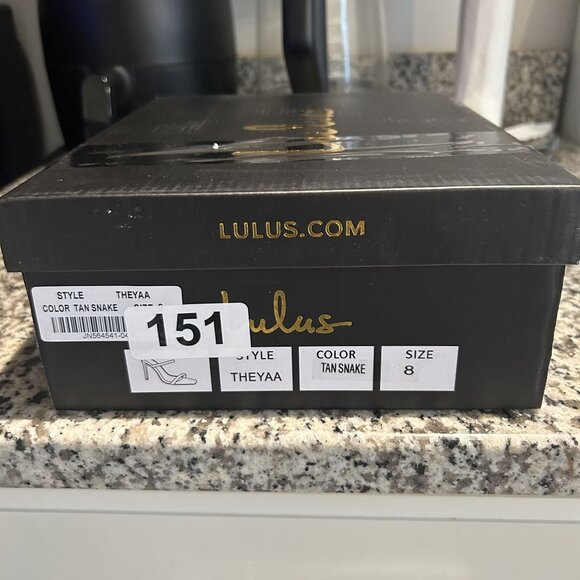 LULUS.COM
STYLE THEYAA
COLOR TAN SNAKE
151
Lulus
STYLE
THEYAA
COLOR
TAN SNAKE
SIZE
8